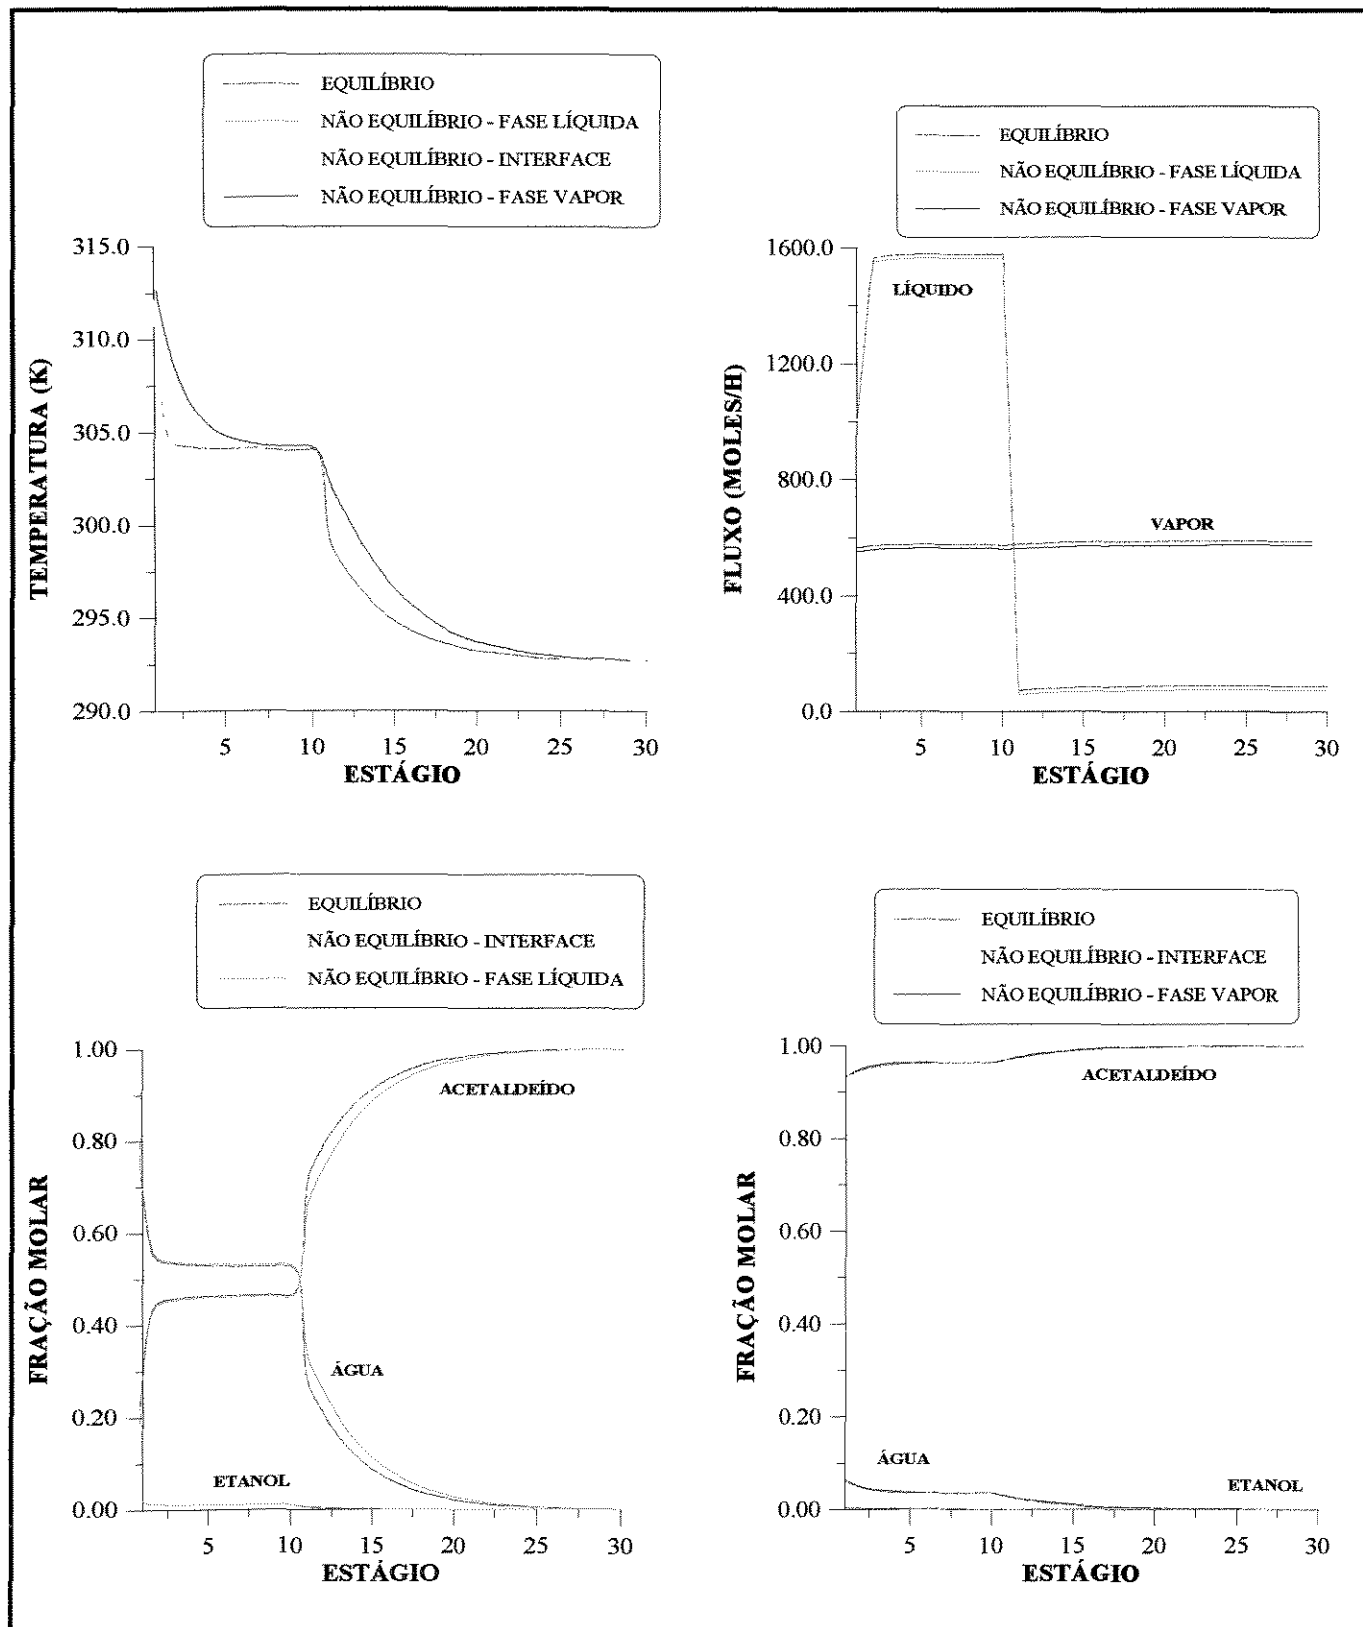 EQUILÍBRIO
NÃO EQUILÍBRIO - FASE LÍQUIDA
NÃO EQUILÍBRIO - INTERFACE
NÃO EQUILÍBRIO - FASE VAPOR
315.0
310.0
305.0
300.0
295.0
290.0
TEMPERATURA (K)
5 10 15 20 25 30
ESTÁGIO
EQUILÍBRIO
NÃO EQUILÍBRIO - FASE LÍQUIDA
NÃO EQUILÍBRIO - FASE VAPOR
1600.0
1200.0
800.0
400.0
0.0
FLUXO (MOLES/H)
LÍQUIDO
VAPOR
5 10 15 20 25 30
ESTÁGIO
EQUILÍBRIO
NÃO EQUILÍBRIO - INTERFACE
NÃO EQUILÍBRIO - FASE LÍQUIDA
1.00
0.80
0.60
0.40
0.20
0.00
FRAÇÃO MOLAR
ACETALDEÍDO
ÁGUA
ETANOL
5 10 15 20 25 30
ESTÁGIO
EQUILÍBRIO
NÃO EQUILÍBRIO - INTERFACE
NÃO EQUILÍBRIO - FASE VAPOR
1.00
0.80
0.60
0.40
0.20
0.00
FRAÇÃO MOLAR
ACETALDEÍDO
ÁGUA
ETANOL
5 10 15 20 25 30
ESTÁGIO